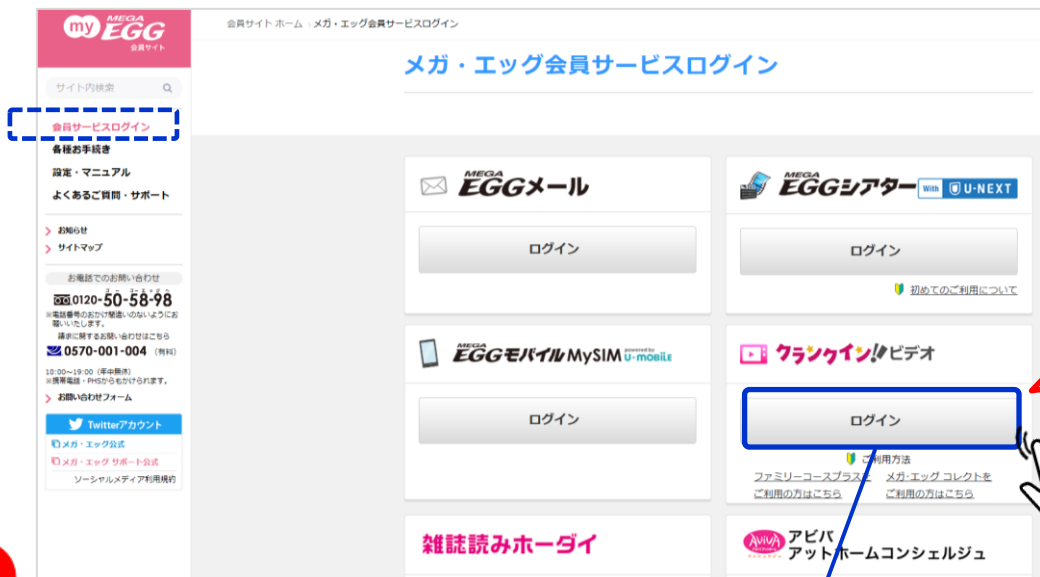 my MEGA EGG
会員サイト
サイト内検索
会員サービスログイン
各種お手続き
設定・マニュアル
よくあるご質問・サポート
お知らせ
サイトマップ
お電話でのお問い合わせ
0120-50-58-98
※電話番号のおかけ間違いのないようにお
願いいたします。
請求に関するお問い合わせはこちら
0570-001-004 (有料)
10:00~19:00 (年中無休)
※携帯電話・PHSからもかけられます。
お問い合わせフォーム
Twitterアカウント
メガ・エッグ公式
メガ・エッグ サポート公式
ソーシャルメディア利用規約
会員サイト ホーム メガ・エッグ会員サービスログイン
メガ・エッグ会員サービスログイン
MEGA EGGメール
ログイン
MEGA EGGシアター With U-NEXT
ログイン
初めてのご利用について
MEGA EGGモバイル MySIM powered by U-mobile
ログイン
クランクイン!!ビデオ
ログイン
ご利用方法
ファミリーコースプラスを
ご利用の方はこちら
メガ・エッグ コレクトを
ご利用の方はこちら
雑誌読みホーダイ
AVIVA アビバ
アットホームコンシェルジュ